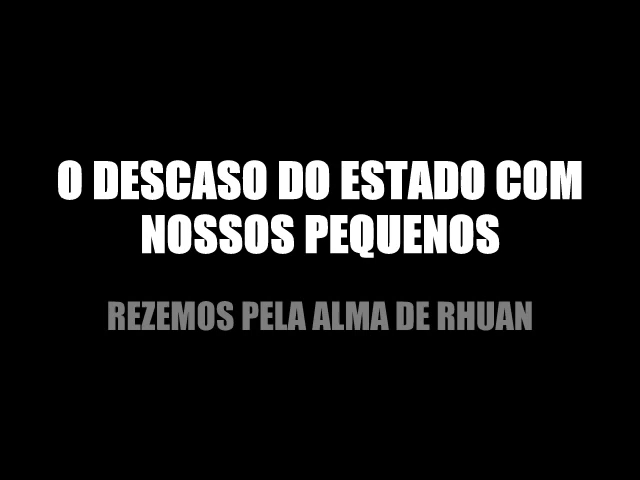 O DESCASO DO ESTADO COM
NOSSOS PEQUENOS
REZEMOS PELA ALMA DE RHUAN